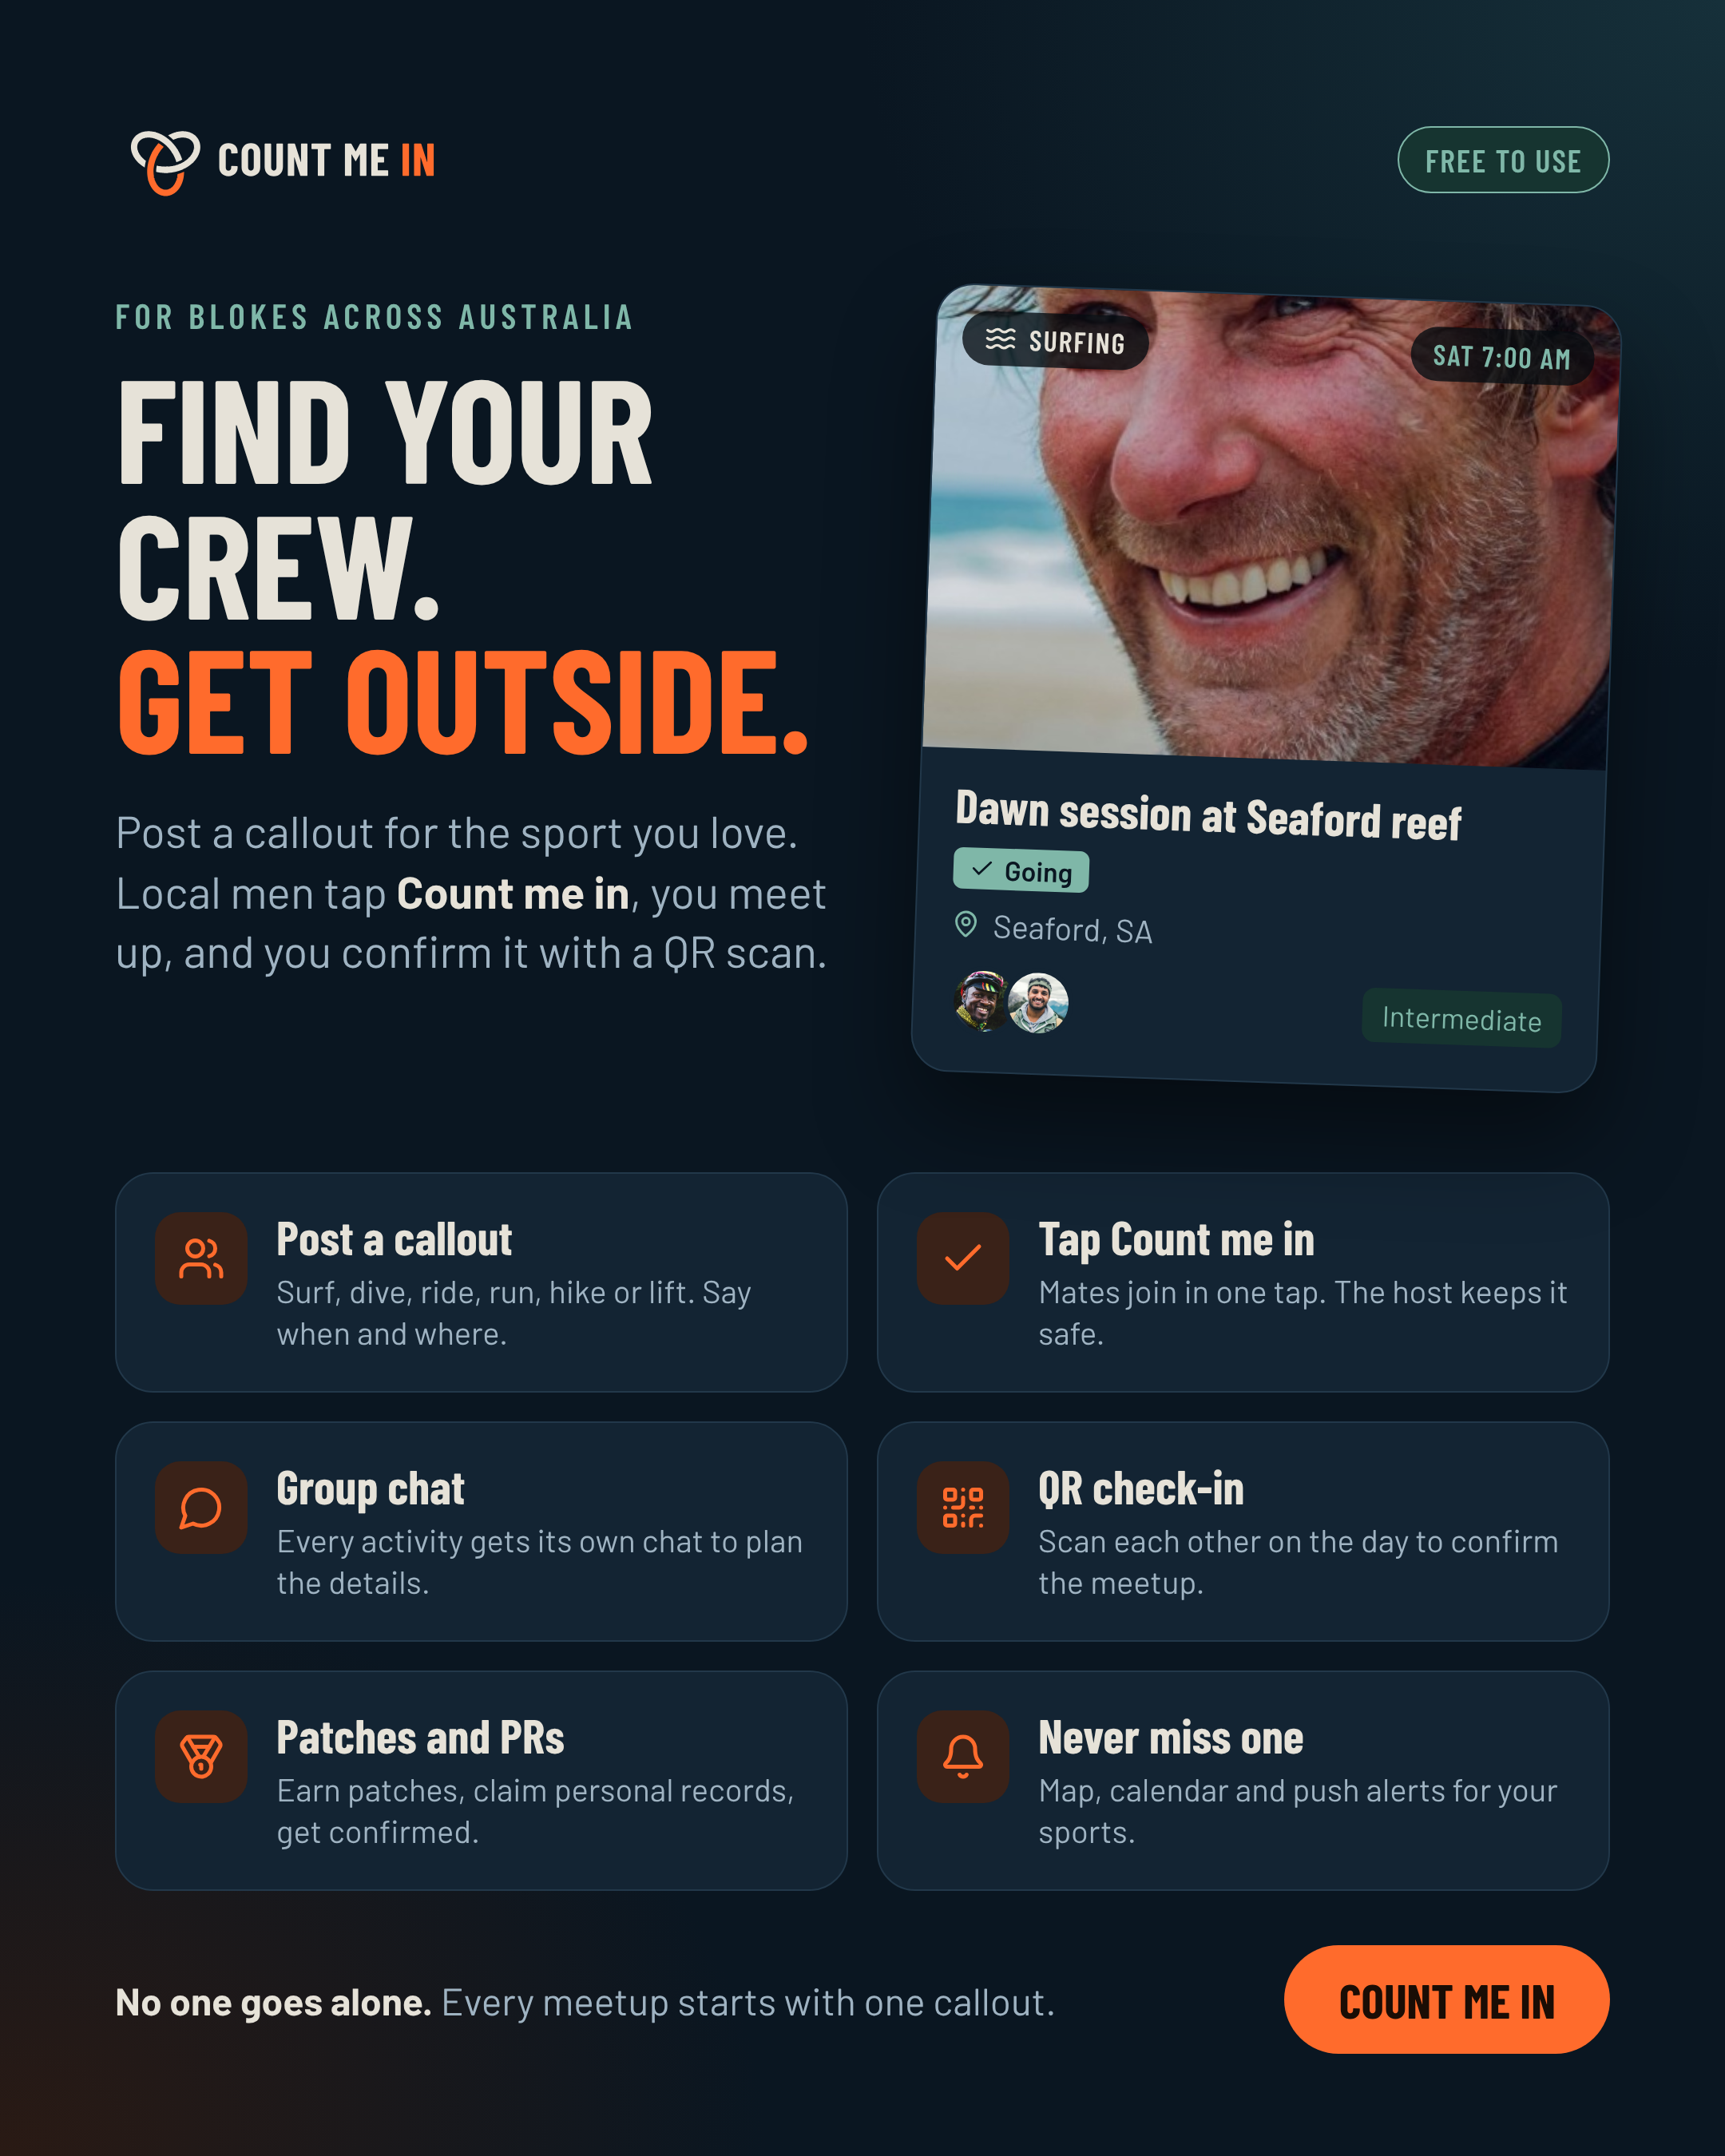 COUNT ME IN
FREE TO USE
FOR BLOKES ACROSS AUSTRALIA
FIND YOUR
CREW.
GET OUTSIDE.
Post a callout for the sport you love.
Local men tap Count me in, you meet
up, and you confirm it with a QR scan.
SURFING
SAT 7:00 AM
Dawn session at Seaford reef
Going
Seaford, SA
Intermediate
Post a callout
Surf, dive, ride, run, hike or lift. Say
when and where.
Tap Count me in
Mates join in one tap. The host keeps it
safe.
Group chat
Every activity gets its own chat to plan
the details.
QR check-in
Scan each other on the day to confirm
the meetup.
Patches and PRs
Earn patches, claim personal records,
get confirmed.
Never miss one
Map, calendar and push alerts for your
sports.
No one goes alone. Every meetup starts with one callout.
COUNT ME IN